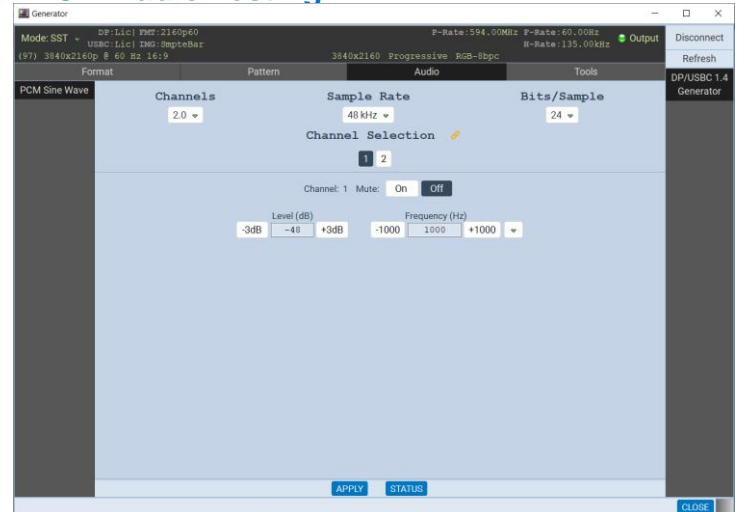 Generator
Mode: SST
DP:Lic| FMT:2160p60
USBC:Lic| IMG:SmpteBar
P-Rate:594.00MHz F-Rate:60.00Hz
H-Rate:135.00kHz
Output
Disconnect
(97) 3840x2160p @ 60 Hz 16:9
3840x2160 Progressive RGB-8bpc
Refresh
Format Pattern Audio Tools
DP/USBC 1.4
Generator
PCM Sine Wave
Channels Sample Rate Bits/Sample
2.0 48 kHz 24
Channel Selection
1 2
Channel: 1 Mute: On Off
Level (dB) Frequency (Hz)
-3dB -48 +3dB -1000 1000 +1000
APPLY STATUS
CLOSE